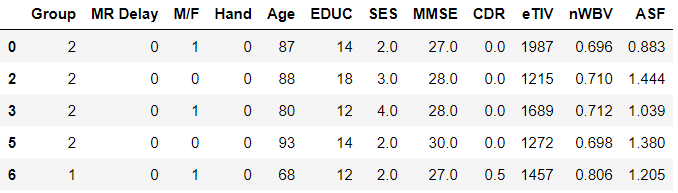 Group MR Delay M/F Hand Age EDUC SES MMSE CDR eTIV nWBV ASF
0 2 0 1 0 87 14 2.0 27.0 0.0 1987 0.696 0.883
2 2 0 0 0 88 18 3.0 28.0 0.0 1215 0.710 1.444
3 2 0 1 0 80 12 4.0 28.0 0.0 1689 0.712 1.039
5 2 0 0 0 93 14 2.0 30.0 0.0 1272 0.698 1.380
6 1 0 1 0 68 12 2.0 27.0 0.5 1457 0.806 1.205